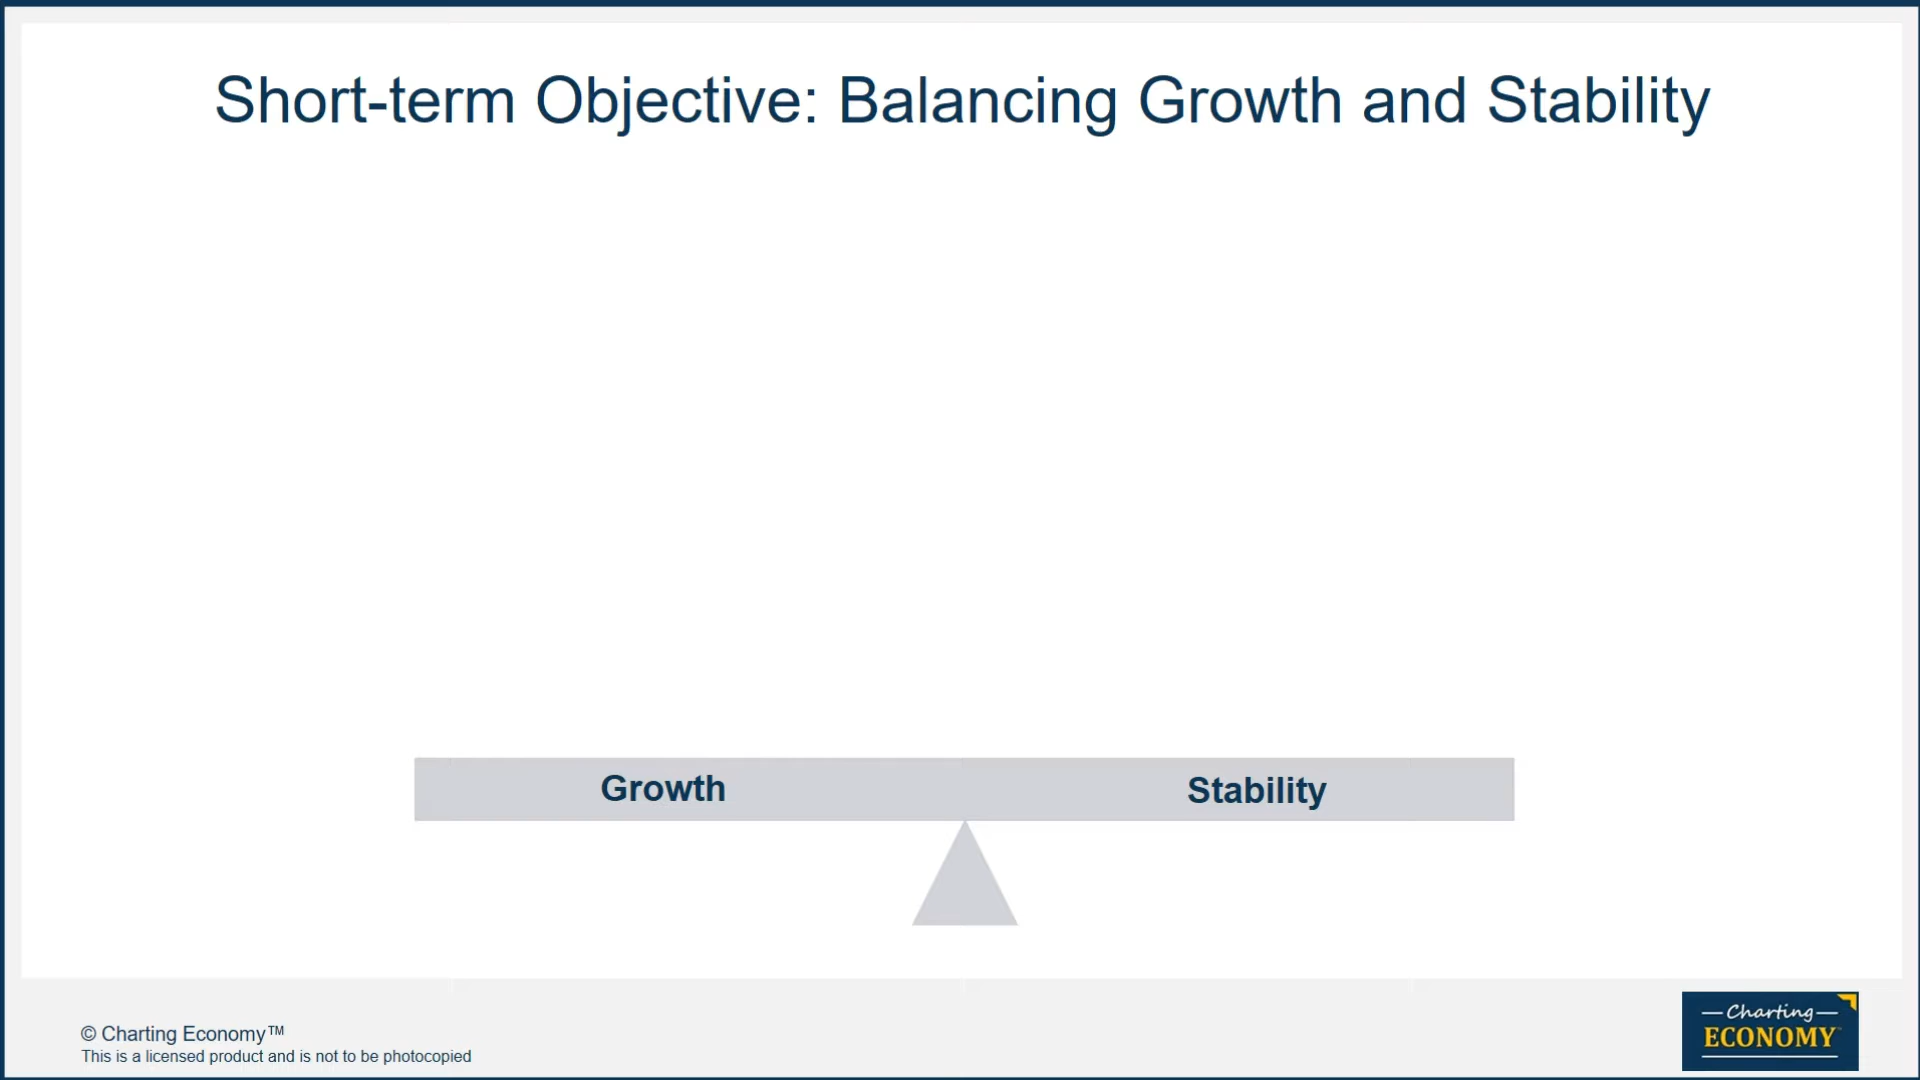 Short-term Objective: Balancing Growth and Stability
Growth
Stability
© Charting Economy™
This is a licensed product and is not to be photocopied
Charting
ECONOMY